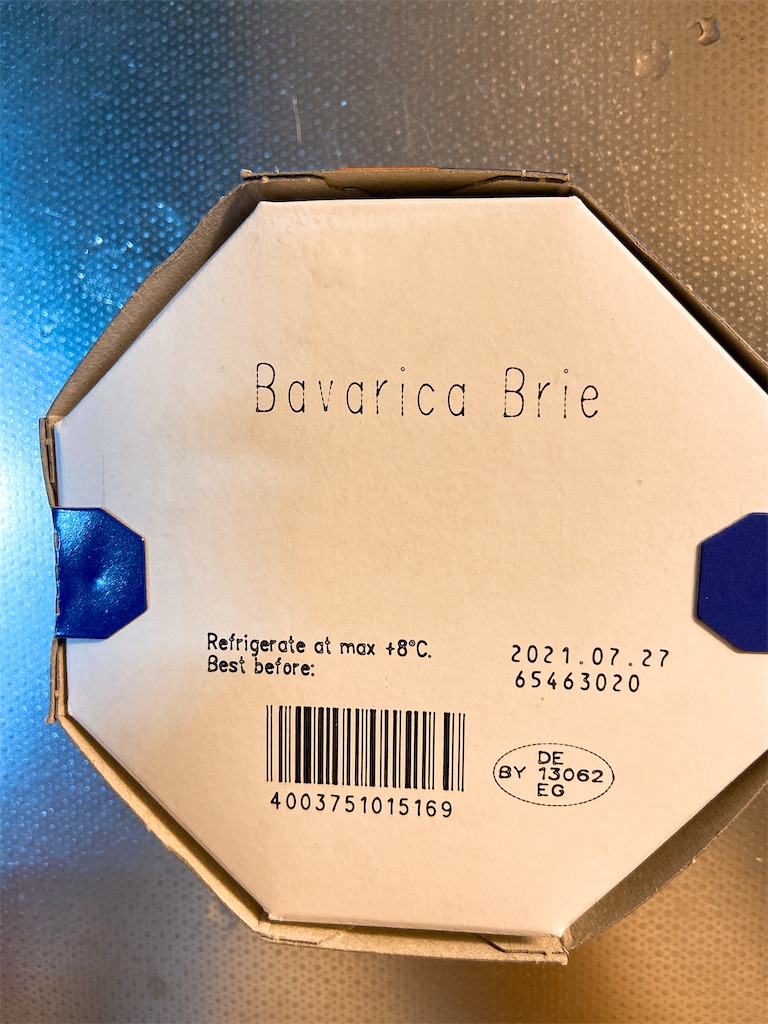 Bavarica Brie
Refrigerate at max +8°C.
Best before:
2021.07.27
65463020
4003751015169
DE
BY 13062
EG